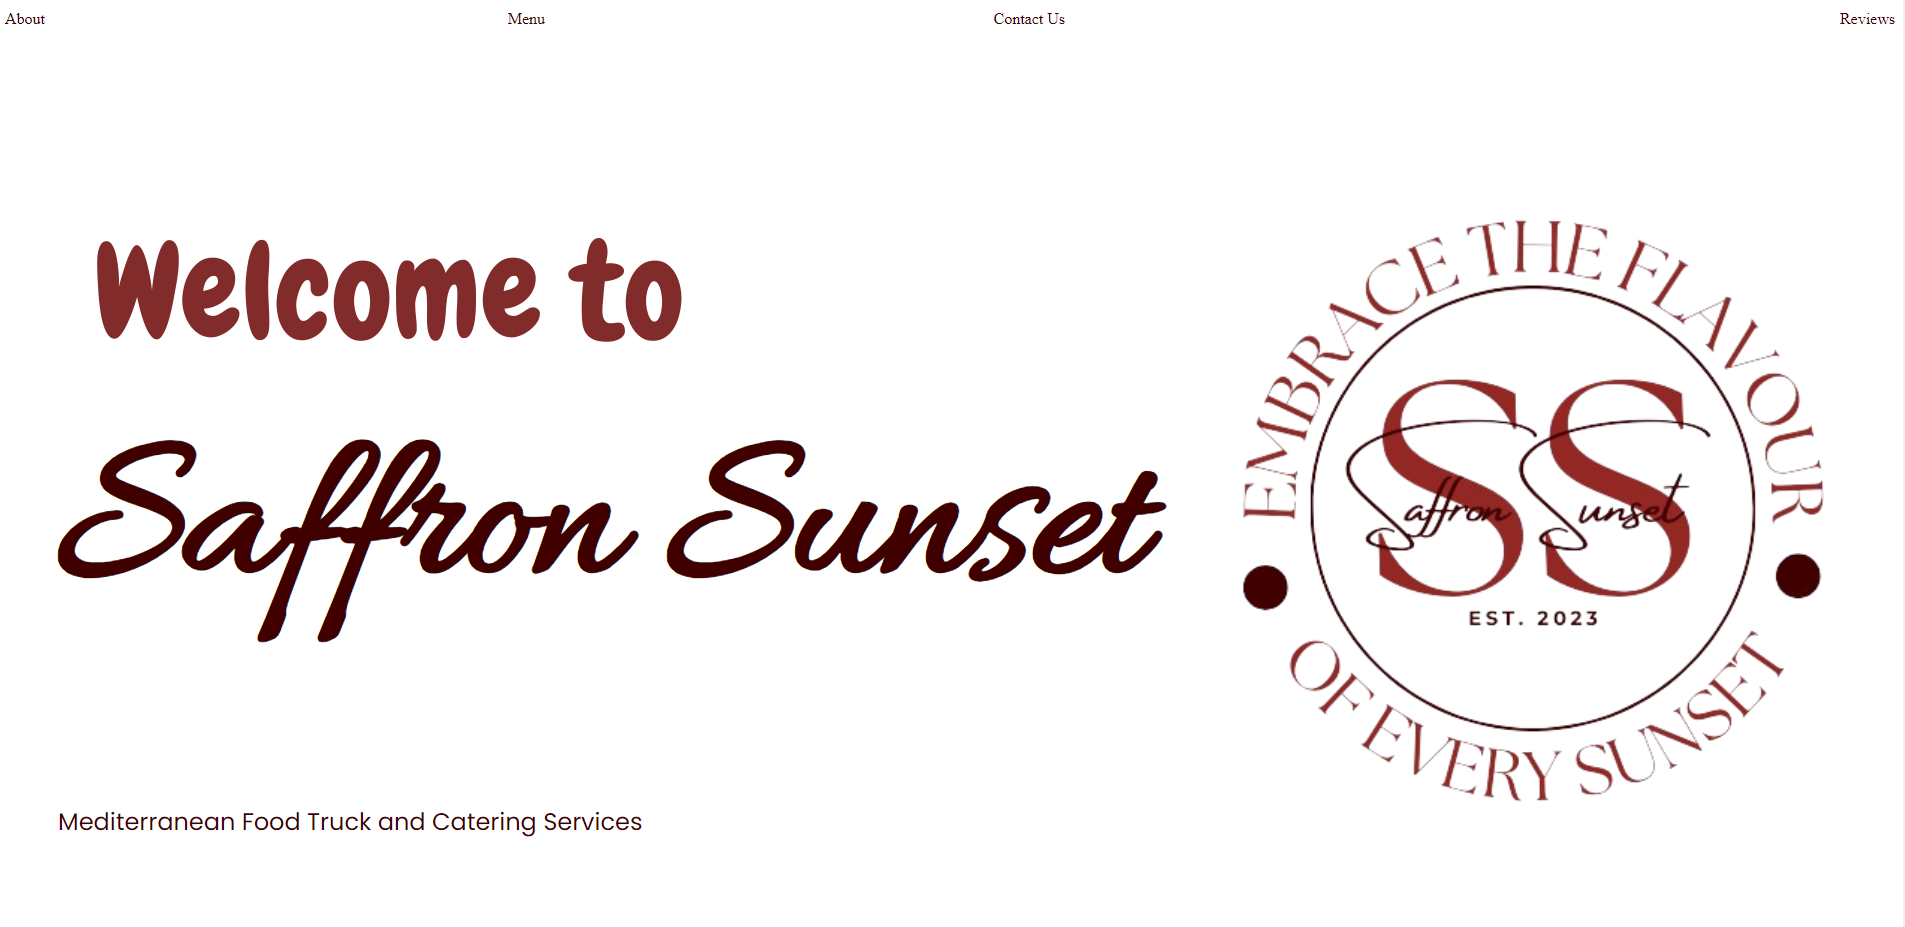 About Menu Contact Us Reviews
Welcome to
Saffron Sunset
Mediterranean Food Truck and Catering Services
EMBRACE THE FLAVOUR
SS
Saffron Sunset
EST. 2023
OF EVERY SUNSET